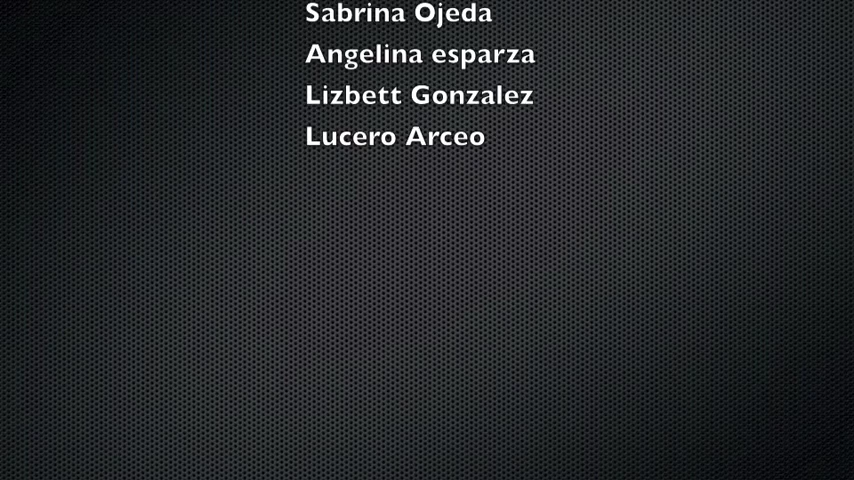 Sabrina Ojeda
Angelina esparza
Lizbett Gonzalez
Lucero Arceo